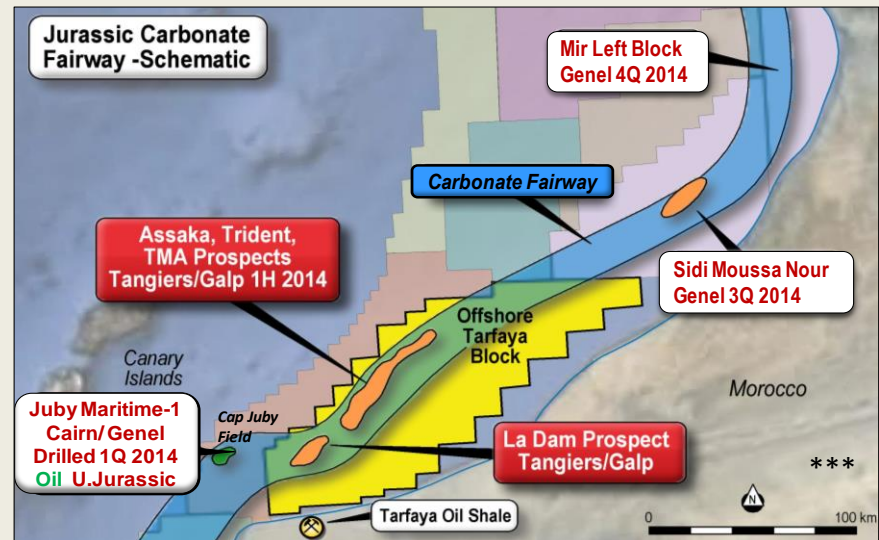 Jurassic Carbonate
Fairway -Schematic
Mir Left Block
Genel 4Q 2014
Carbonate Fairway
Assaka, Trident,
TMA Prospects
Tangiers/Galp 1H 2014
Sidi Moussa Nour
Genel 3Q 2014
Offshore
Tarfaya
Block
Canary
Islands
Morocco
Juby Maritime-1
Cairn/ Genel
Drilled 1Q 2014
Oil U.Jurassic
Cap Juby
Field
La Dam Prospect
Tangiers/Galp
***
N
Tarfaya Oil Shale
0
100 km